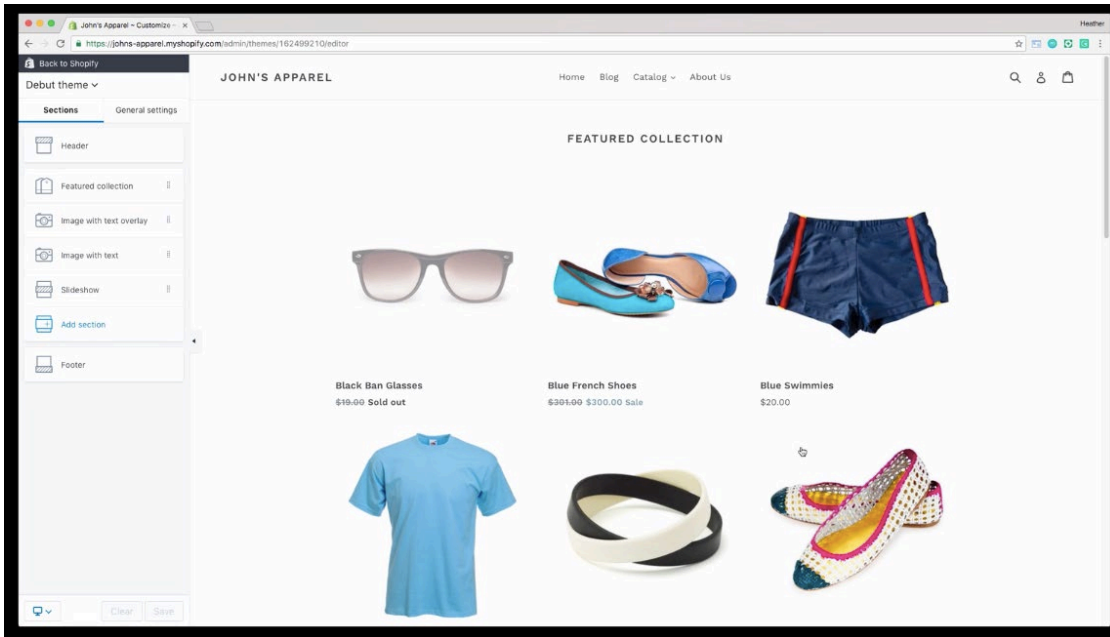 John's Apparel ~ Customize ~
Heather
https://johns-apparel.myshopify.com/admin/themes/162499210/editor
Back to Shopify
Debut theme
Sections General settings
Header
Featured collection
Image with text overlay
Image with text
Slideshow
Add section
Footer
Clear Save
JOHN'S APPAREL Home Blog Catalog About Us
FEATURED COLLECTION
Black Ban Glasses Blue French Shoes Blue Swimmies
$19.00 Sold out $301.00 $300.00 Sale $20.00